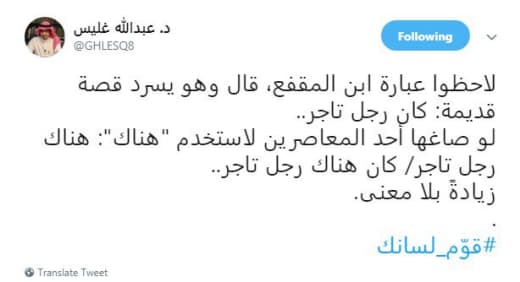 د. عبدالله غليس
@GHLESQ8
Following
لاحظوا عبارة ابن المقفع، قال وهو يسرد قصة
قديمة: كان رجل تاجر..
لو صاغها أحد المعاصرين لاستخدم "هناك": هناك
رجل تاجر/ كان هناك رجل تاجر..
زيادةً بلا معنى.
.
#قوّم_لسانك
Translate Tweet